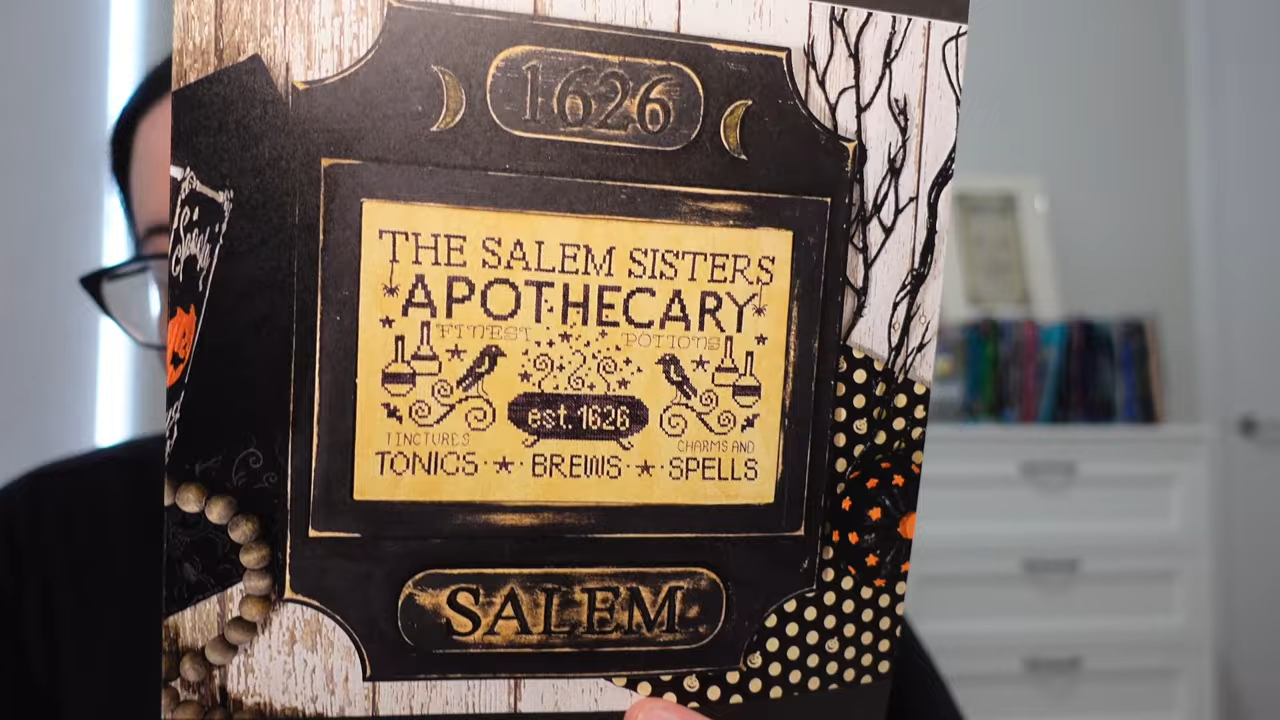 1626
THE SALEM SISTERS
APOTHECARY
FINEST POTIONS
est. 1626
TINCTURES CHARMS AND
TONICS ★ BREWS ★ SPELLS
SALEM